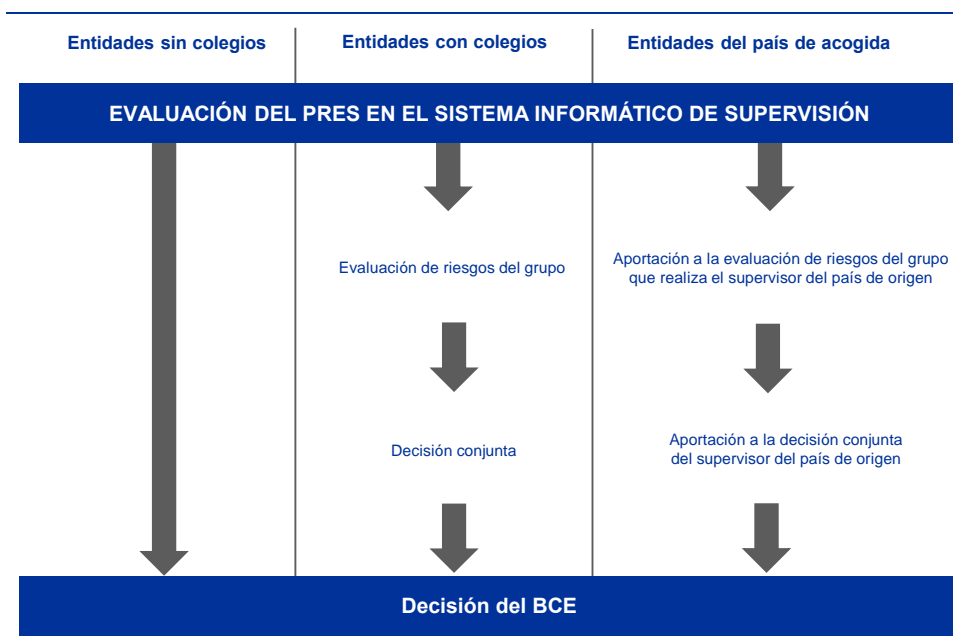 Entidades sin colegios
Entidades con colegios
Entidades del país de acogida
EVALUACIÓN DEL PRES EN EL SISTEMA INFORMÁTICO DE SUPERVISIÓN
Evaluación de riesgos del grupo
Aportación a la evaluación de riesgos del grupo
que realiza el supervisor del país de origen
Decisión conjunta
Aportación a la decisión conjunta
del supervisor del país de origen
Decisión del BCE